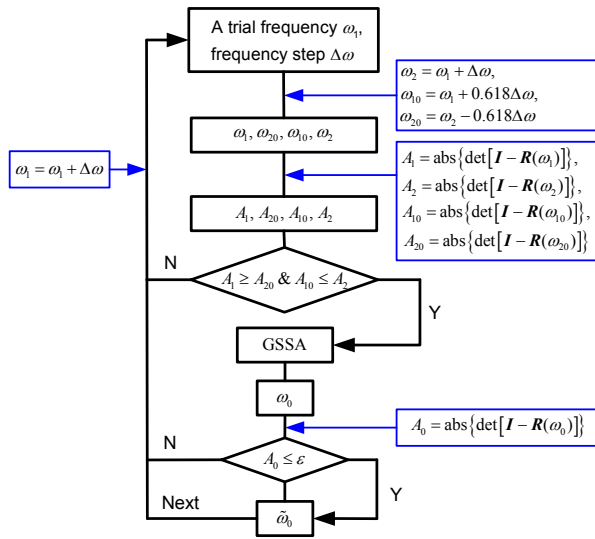 A trial frequency ω₁,
frequency step Δω
ω₂ = ω₁ + Δω,
ω₁₀ = ω₁ + 0.618Δω,
ω₂₀ = ω₂ − 0.618Δω
ω₁, ω₂₀, ω₁₀, ω₂
ω₁ = ω₁ + Δω
A₁ = abs{det[I − R(ω₁)]},
A₂ = abs{det[I − R(ω₂)]},
A₁₀ = abs{det[I − R(ω₁₀)]},
A₂₀ = abs{det[I − R(ω₂₀)]}
A₁, A₂₀, A₁₀, A₂
N
A₁ ≥ A₂₀ & A₁₀ ≤ A₂
Y
GSSA
ω₀
A₀ = abs{det[I − R(ω₀)]}
N
A₀ ≤ ε
Y
Next
ω̃₀